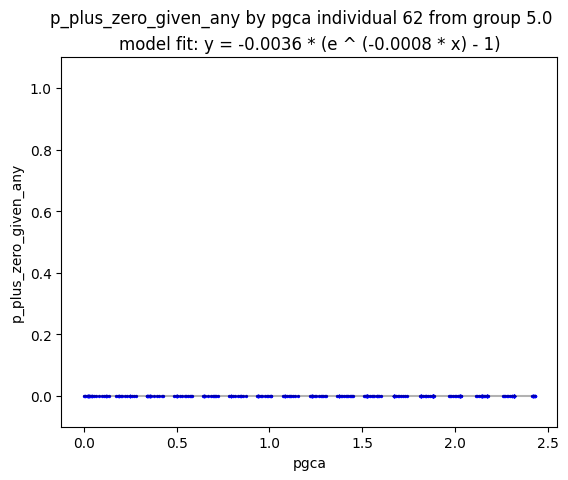 p_plus_zero_given_any by pgca individual 62 from group 5.0
model fit: y = -0.0036 * (e ^ (-0.0008 * x) - 1)
1.0
0.8
0.6
0.4
0.2
0.0
p_plus_zero_given_any
0.0 0.5 1.0 1.5 2.0 2.5
pgca